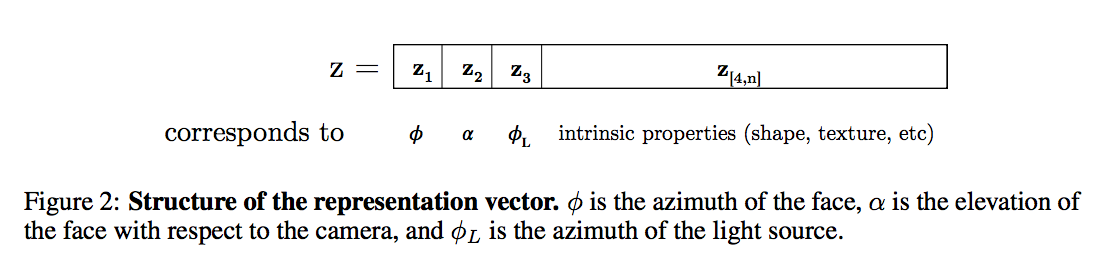 z = z₁ z₂ z₃ z[4,n]
corresponds to ϕ α ϕL intrinsic properties (shape, texture, etc)
Figure 2: Structure of the representation vector. ϕ is the azimuth of the face, α is the elevation of
the face with respect to the camera, and ϕL is the azimuth of the light source.